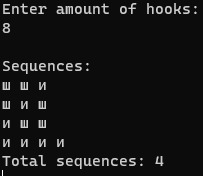 Enter amount of hooks:
8
Sequences:
ш ш и
ш и ш
и ш ш
и и и и
Total sequences: 4